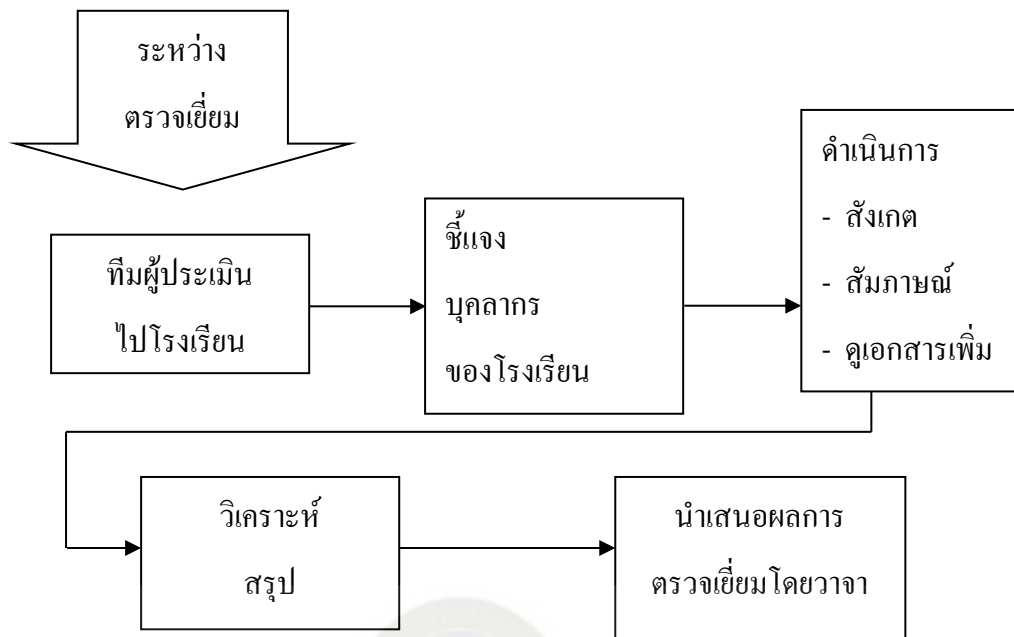 ระหว่าง
ตรวจเยี่ยม
ทีมผู้ประเมิน
ไปโรงเรียน
ชี้แจง
บุคลากร
ของโรงเรียน
ดำเนินการ
- สังเกต
- สัมภาษณ์
- ดูเอกสารเพิ่ม
วิเคราะห์
สรุป
นำเสนอผลการ
ตรวจเยี่ยมโดยวาจา